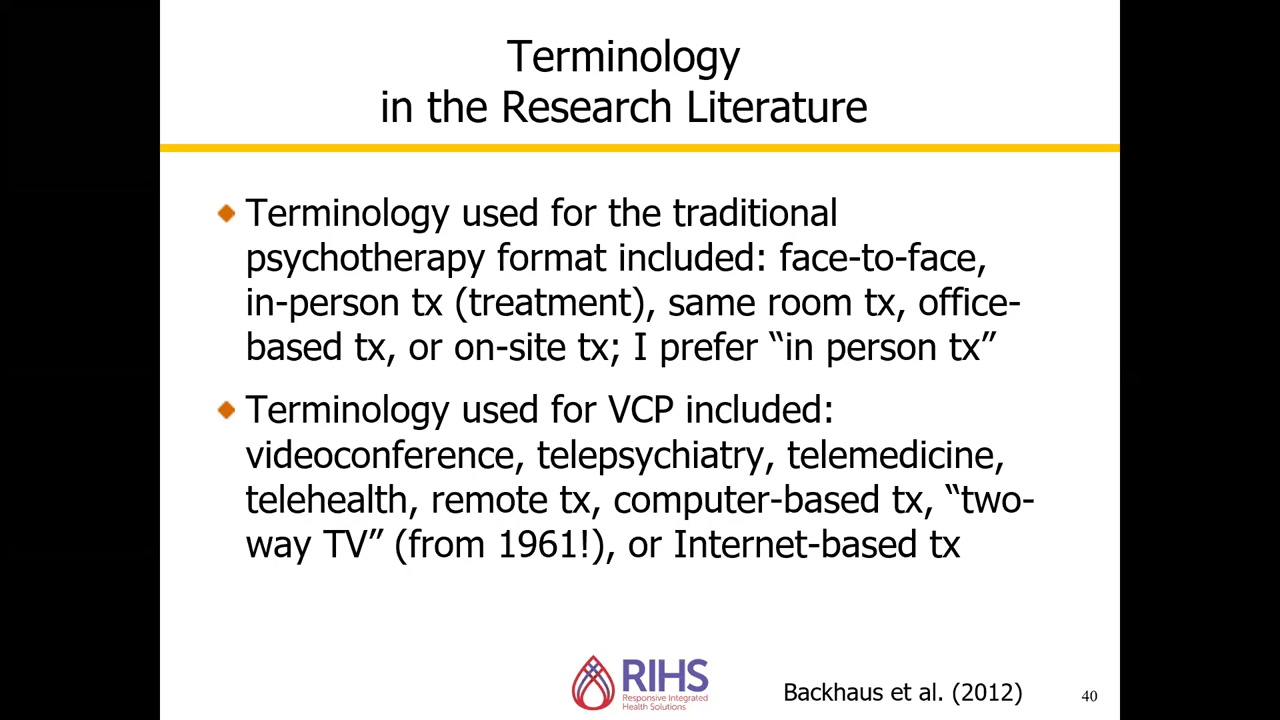 Terminology
in the Research Literature
Terminology used for the traditional
psychotherapy format included: face-to-face,
in-person tx (treatment), same room tx, office-
based tx, or on-site tx; I prefer “in person tx”
Terminology used for VCP included:
videoconference, telepsychiatry, telemedicine,
telehealth, remote tx, computer-based tx, “two-
way TV” (from 1961!), or Internet-based tx
RIHS
Responsive Integrated
Health Solutions
Backhaus et al. (2012)
40